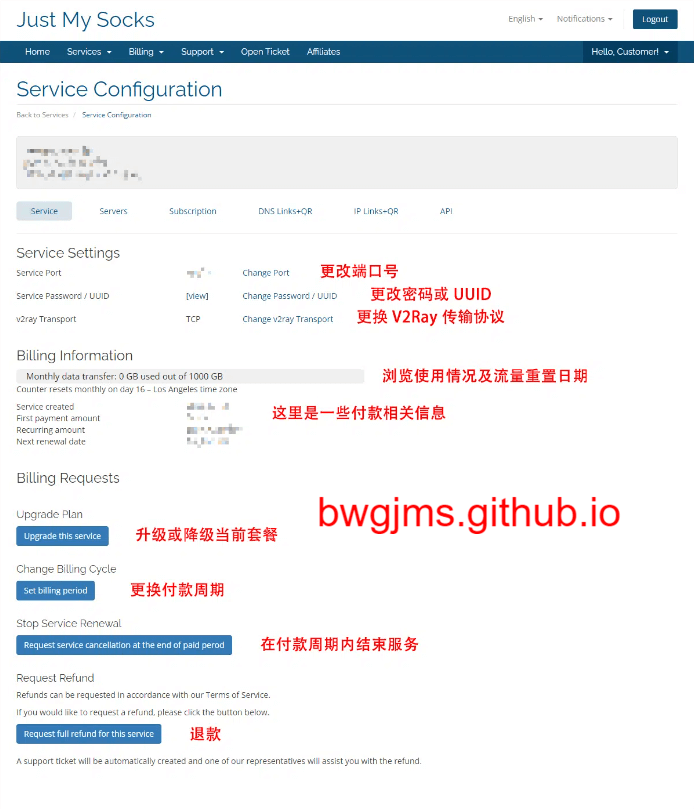 Just My Socks
English Notifications Logout
Home Services Billing Support Open Ticket Affiliates Hello, Customer!
Service Configuration
Back to Services / Service Configuration
Service Servers Subscription DNS Links+QR IP Links+QR API
Service Settings
Service Port Change Port 更改端口号
Service Password / UUID [view] Change Password / UUID 更改密码或 UUID
v2ray Transport TCP Change v2ray Transport 更换 V2Ray 传输协议
Billing Information
Monthly data transfer: 0 GB used out of 1000 GB 浏览使用情况及流量重置日期
Counter resets monthly on day 16 – Los Angeles time zone
Service created
First payment amount 这里是一些付款相关信息
Recurring amount
Next renewal date
Billing Requests
bwgjms.github.io
Upgrade Plan
Upgrade this service 升级或降级当前套餐
Change Billing Cycle
Set billing period 更换付款周期
Stop Service Renewal
Request service cancellation at the end of paid perod 在付款周期内结束服务
Request Refund
Refunds can be requested in accordance with our Terms of Service.
If you would like to request a refund, please click the button below.
Request full refund for this service 退款
A support ticket will be automatically created and one of our representatives will assist you with the refund.